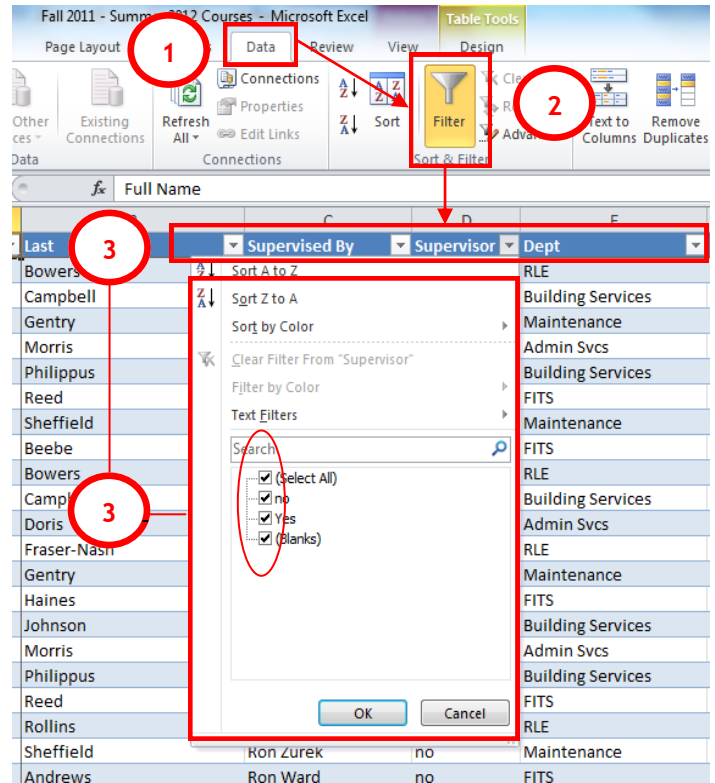 Fall 2011 - Summ 2012 Courses - Microsoft Excel Table Tools
Page Layout Data Review View Design
1
2
Connections
Properties
Edit Links
Other
Existing
Connections
Refresh
All
Sort
Filter
Advan
Text to
Columns
Remove
Duplicates
Data
Connections
Sort & Filter
fx Full Name
C D E
Last Supervised By Supervisor Dept
3
Bowers RLE
Campbell Building Services
Gentry Maintenance
Morris Admin Svcs
Philippus Building Services
Reed FITS
Sheffield Maintenance
Beebe FITS
Bowers RLE
Campb Building Services
Doris Admin Svcs
Fraser-Nash RLE
Gentry Maintenance
Haines FITS
Johnson Building Services
Morris Admin Svcs
Philippus Building Services
Reed FITS
Rollins RLE
Sheffield Ron Zurek no Maintenance
Andrews Ron Ward no FITS
3
Sort A to Z
Sort Z to A
Sort by Color
Clear Filter From "Supervisor"
Filter by Color
Text Filters
Search
(Select All)
no
Yes
(Blanks)
OK Cancel